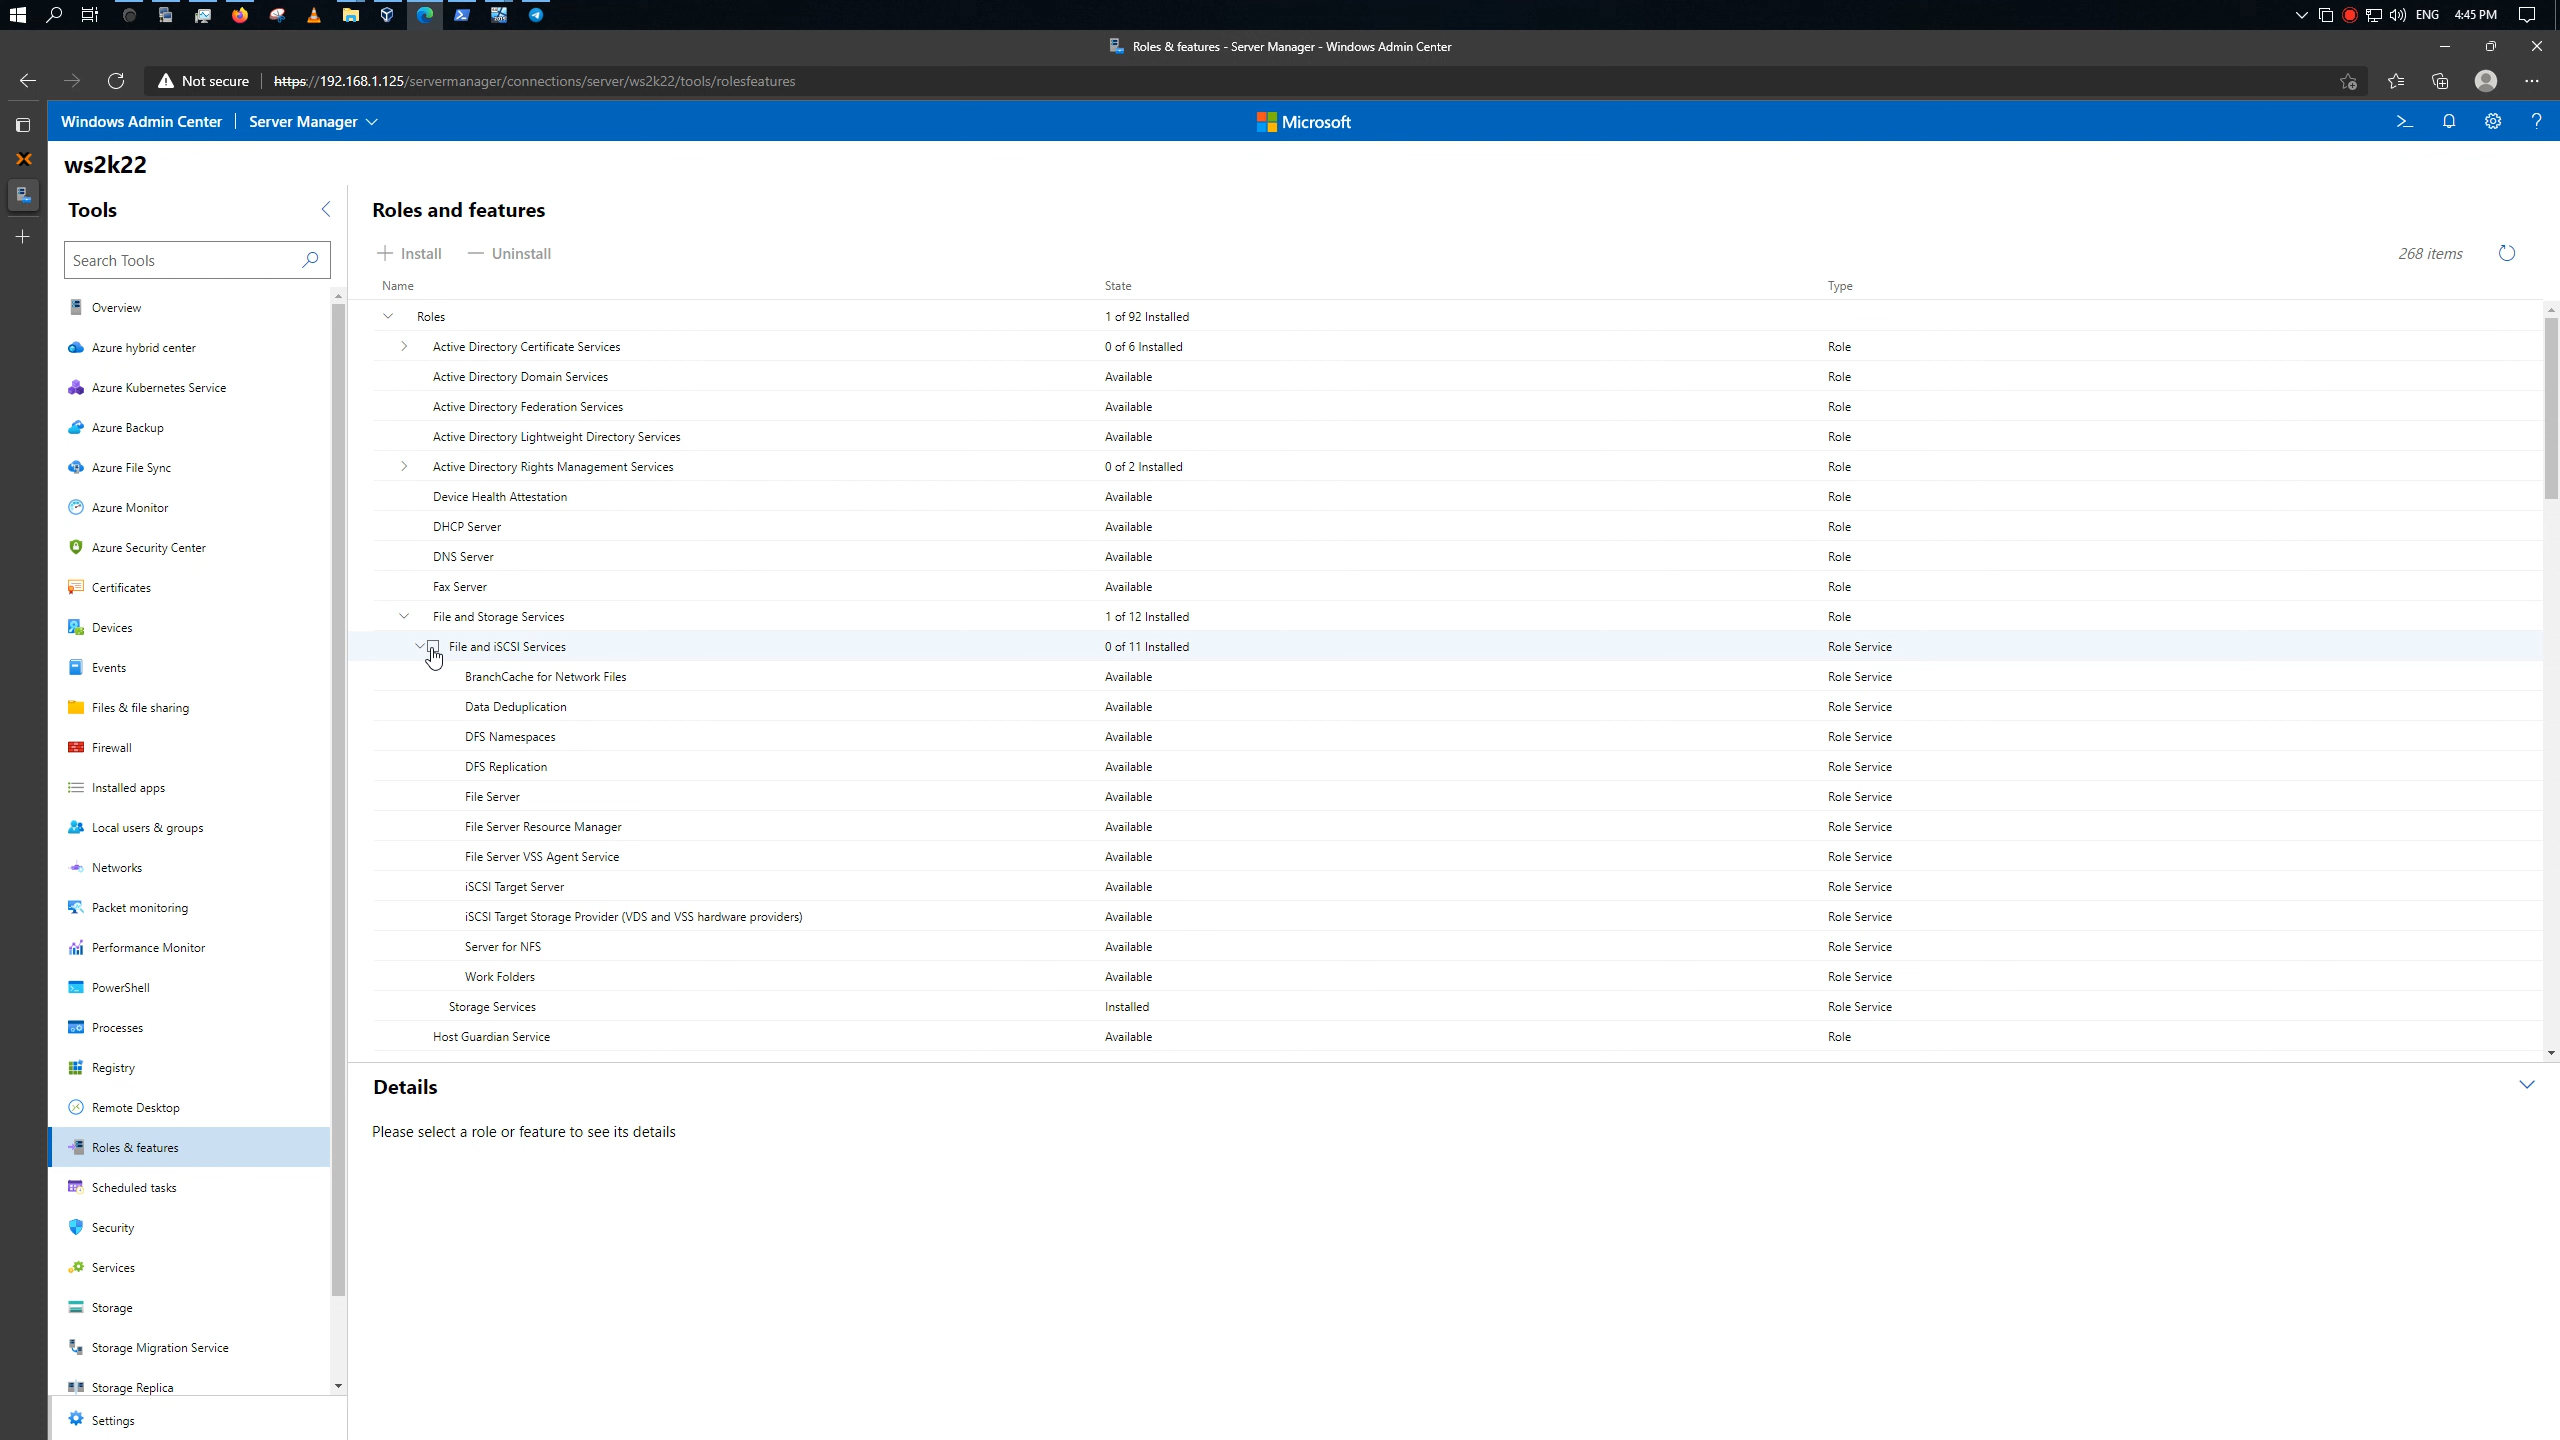 ENG 4:45 PM
Roles & features - Server Manager - Windows Admin Center
Not secure https://192.168.1.125/servermanager/connections/server/ws2k22/tools/rolesfeatures
Windows Admin Center Server Manager Microsoft
ws2k22
Tools
Search Tools
Overview
Azure hybrid center
Azure Kubernetes Service
Azure Backup
Azure File Sync
Azure Monitor
Azure Security Center
Certificates
Devices
Events
Files & file sharing
Firewall
Installed apps
Local users & groups
Networks
Packet monitoring
Performance Monitor
PowerShell
Processes
Registry
Remote Desktop
Roles & features
Scheduled tasks
Security
Services
Storage
Storage Migration Service
Storage Replica
Settings
Roles and features
Install Uninstall 268 items
Name State Type
Roles 1 of 92 Installed
Active Directory Certificate Services 0 of 6 Installed Role
Active Directory Domain Services Available Role
Active Directory Federation Services Available Role
Active Directory Lightweight Directory Services Available Role
Active Directory Rights Management Services 0 of 2 Installed Role
Device Health Attestation Available Role
DHCP Server Available Role
DNS Server Available Role
Fax Server Available Role
File and Storage Services 1 of 12 Installed Role
File and iSCSI Services 0 of 11 Installed Role Service
BranchCache for Network Files Available Role Service
Data Deduplication Available Role Service
DFS Namespaces Available Role Service
DFS Replication Available Role Service
File Server Available Role Service
File Server Resource Manager Available Role Service
File Server VSS Agent Service Available Role Service
iSCSI Target Server Available Role Service
iSCSI Target Storage Provider (VDS and VSS hardware providers) Available Role Service
Server for NFS Available Role Service
Work Folders Available Role Service
Storage Services Installed Role Service
Host Guardian Service Available Role
Details
Please select a role or feature to see its details